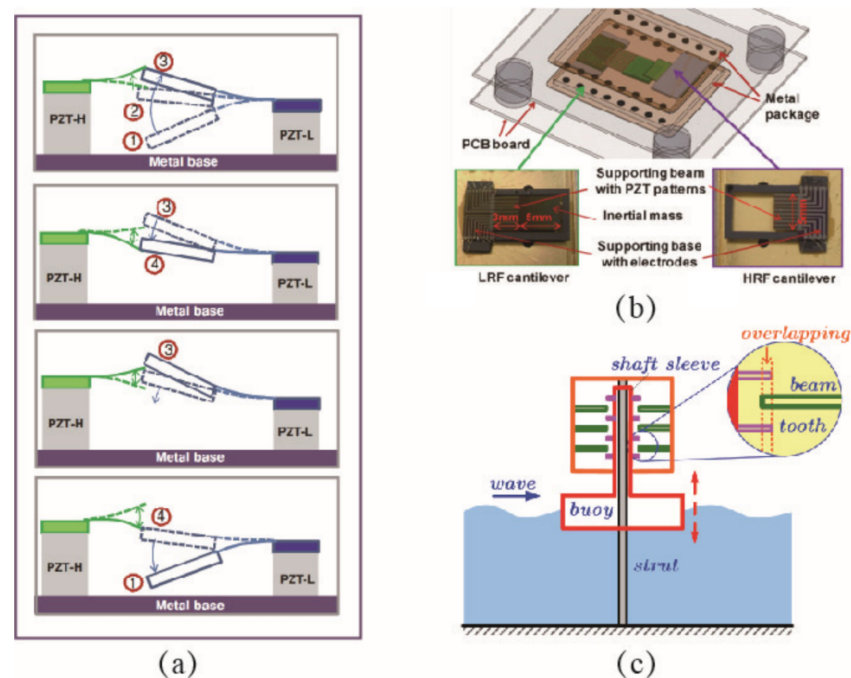 ③
②
①
PZT-H
PZT-L
Metal base
③
④
PZT-H
PZT-L
Metal base
③
PZT-H
PZT-L
Metal base
④
①
PZT-H
PZT-L
Metal base
(a)
Metal
package
PCB board
Supporting beam
with PZT patterns
Inertial mass
3mm
Supporting base
with electrodes
LRF cantilever
HRF cantilever
(b)
overlapping
shaft sleeve
beam
tooth
wave
buoy
strut
(c)